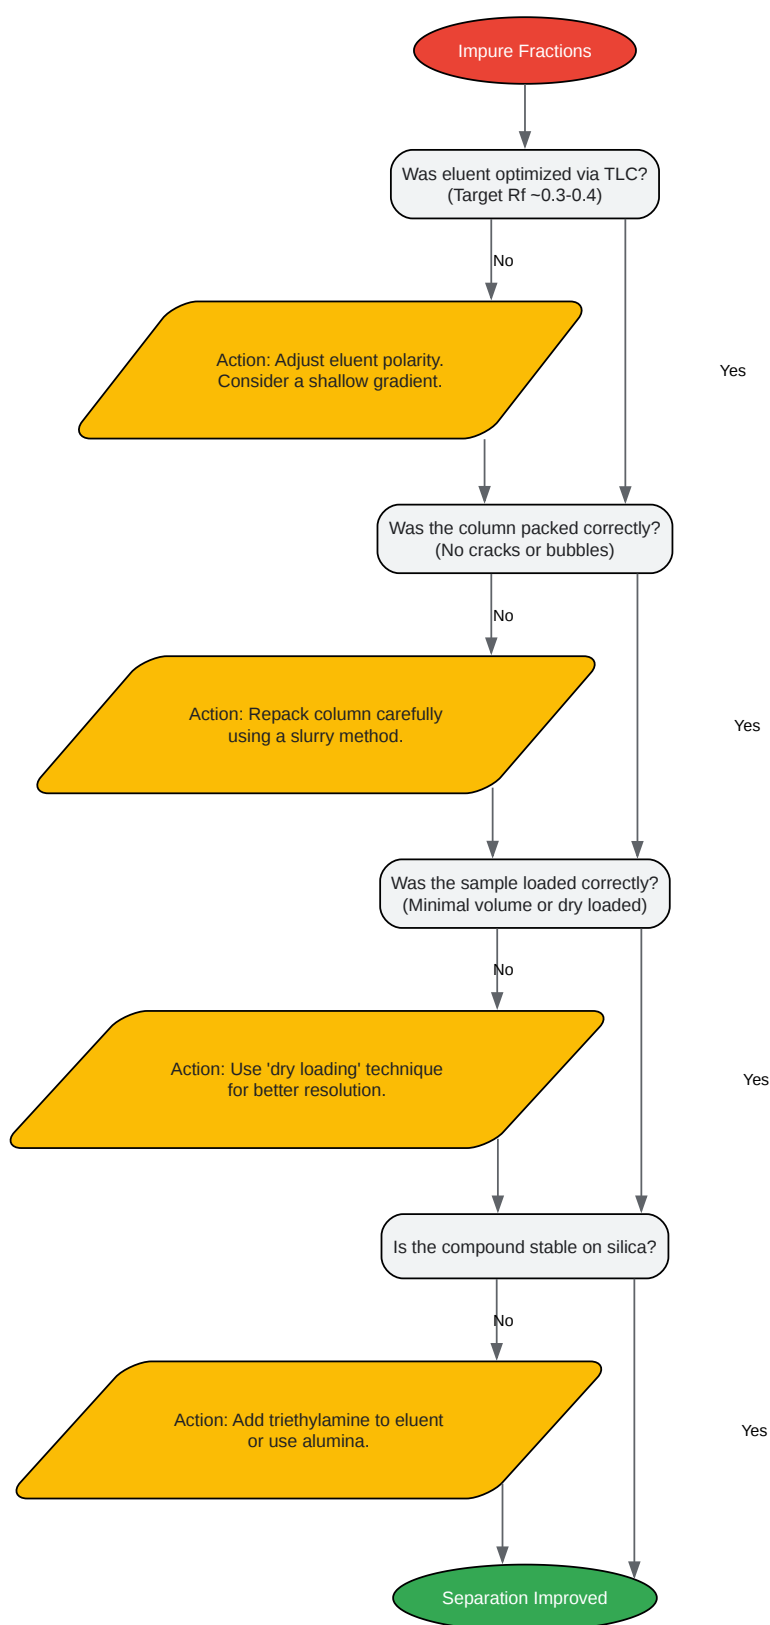 Impure Fractions
Was eluent optimized via TLC?
(Target Rf ~0.3-0.4)
No
Action: Adjust eluent polarity.
Consider a shallow gradient.
Yes
Was the column packed correctly?
(No cracks or bubbles)
No
Action: Repack column carefully
using a slurry method.
Yes
Was the sample loaded correctly?
(Minimal volume or dry loaded)
No
Action: Use 'dry loading' technique
for better resolution.
Yes
Is the compound stable on silica?
No
Action: Add triethylamine to eluent
or use alumina.
Yes
Separation Improved